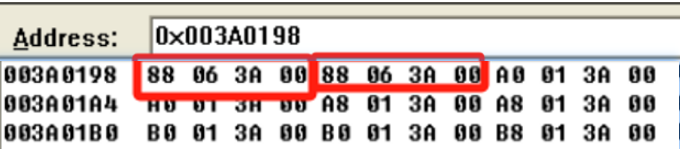 Address: 0x003A0198
003A0198 88 06 3A 00 88 06 3A 00 A0 01 3A 00
003A01A4 A0 01 3A 00 A8 01 3A 00 A8 01 3A 00
003A01B0 B0 01 3A 00 B0 01 3A 00 B8 01 3A 00